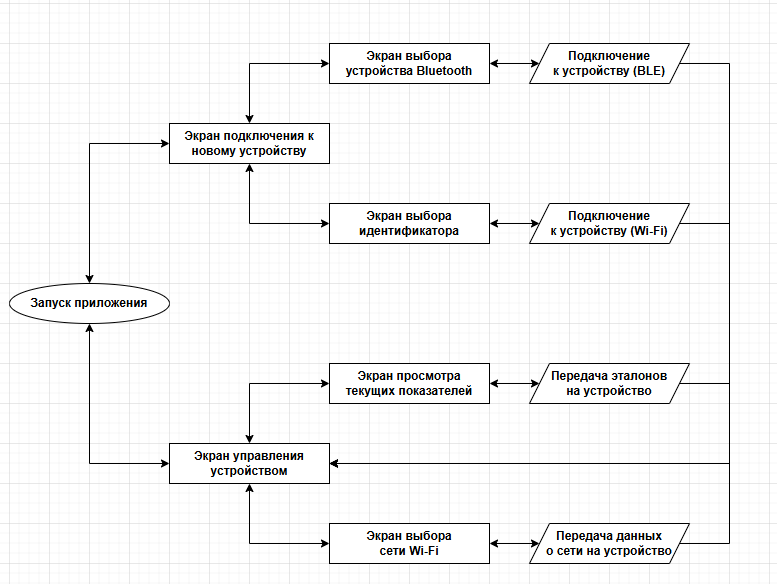 Экран выбора
устройства Bluetooth
Подключение
к устройству (BLE)
Экран подключения к
новому устройству
Экран выбора
идентификатора
Подключение
к устройству (Wi-Fi)
Запуск приложения
Экран просмотра
текущих показателей
Передача эталонов
на устройство
Экран управления
устройством
Экран выбора
сети Wi-Fi
Передача данных
о сети на устройство